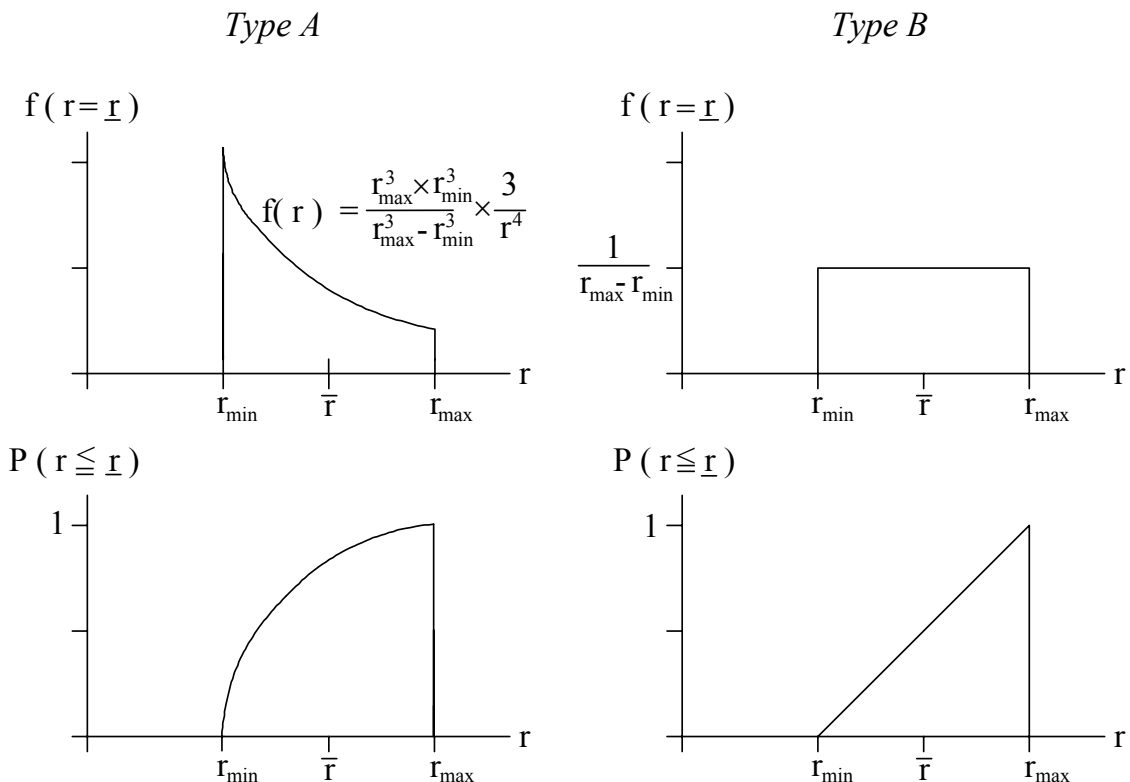 Type A
f ( r = r )
f( r ) = r³max × r³min / r³max - r³min × 3 / r⁴
rmin r̅ rmax r
P ( r ≦ r )
1
rmin r̅ rmax r
Type B
f ( r = r )
1 / rmax - rmin
rmin r̅ rmax r
P ( r ≦ r )
1
rmin r̅ rmax r